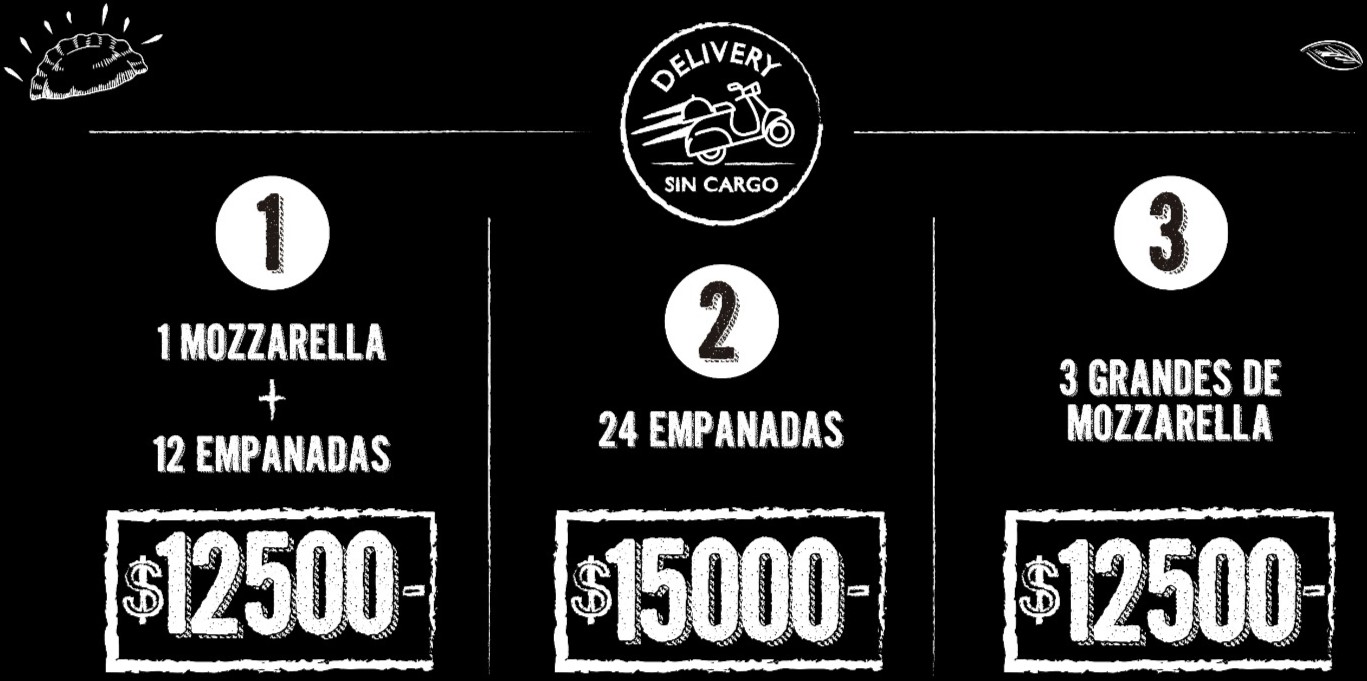 DELIVERY
SIN CARGO
1
1 MOZZARELLA
+
12 EMPANADAS
$12500-
2
24 EMPANADAS
$15000-
3
3 GRANDES DE
MOZZARELLA
$12500-